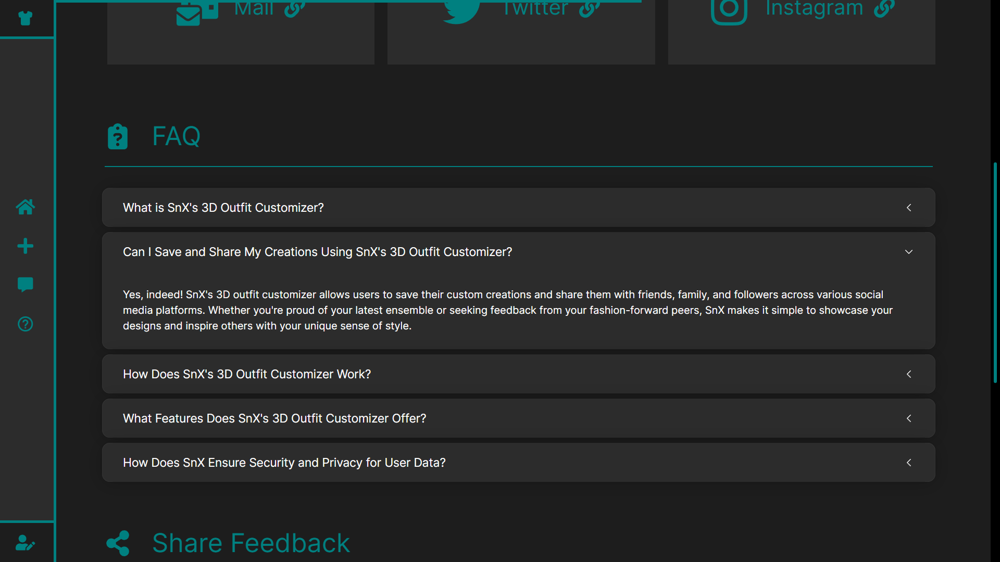 Mail
Twitter
Instagram
FAQ
What is SnX's 3D Outfit Customizer?
Can I Save and Share My Creations Using SnX's 3D Outfit Customizer?
Yes, indeed! SnX's 3D outfit customizer allows users to save their custom creations and share them with friends, family, and followers across various social
media platforms. Whether you're proud of your latest ensemble or seeking feedback from your fashion-forward peers, SnX makes it simple to showcase your
designs and inspire others with your unique sense of style.
How Does SnX's 3D Outfit Customizer Work?
What Features Does SnX's 3D Outfit Customizer Offer?
How Does SnX Ensure Security and Privacy for User Data?
Share Feedback